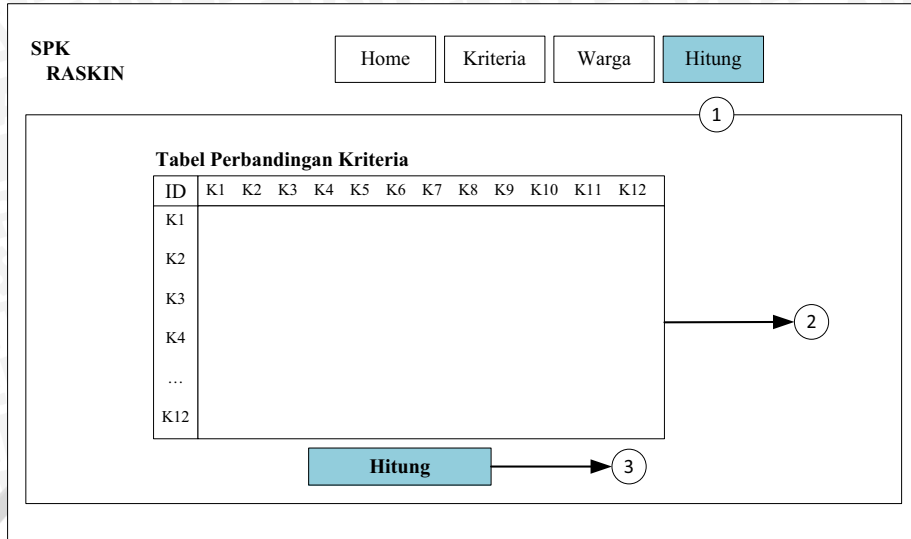 SPK
RASKIN
Home Kriteria Warga Hitung
1
Tabel Perbandingan Kriteria
ID K1 K2 K3 K4 K5 K6 K7 K8 K9 K10 K11 K12
K1
K2
K3
K4
...
K12
2
Hitung
3